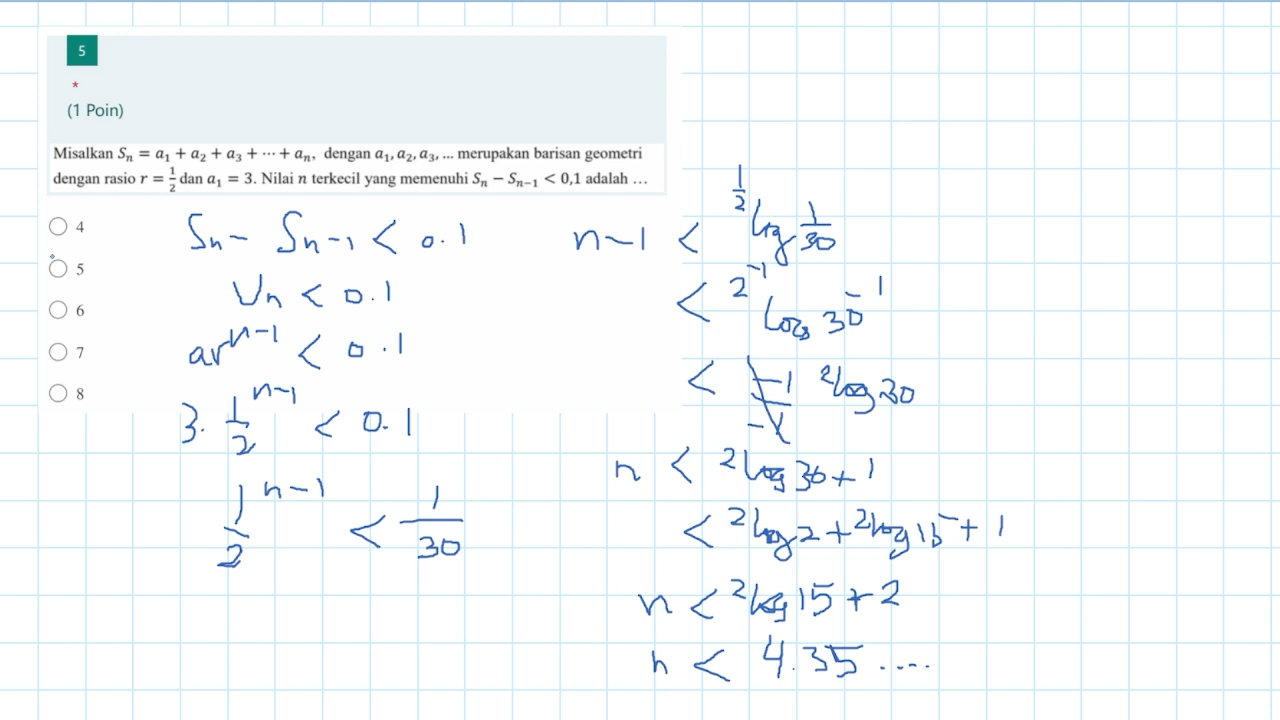 5
*
(1 Poin)
Misalkan Sₙ = a₁ + a₂ + a₃ + ⋯ + aₙ, dengan a₁, a₂, a₃, ... merupakan barisan geometri
dengan rasio r = 1/2 dan a₁ = 3. Nilai n terkecil yang memenuhi Sₙ − Sₙ₋₁ < 0,1 adalah ...
4
5
6
7
8
Sn - Sn-1 < 0.1
Un < 0.1
ar^n-1 < 0.1
3. 1/2^n-1 < 0.1
1/2^n-1 < 1/30
n-1 < ^1/2 log 1/30
< ^2^-1 log 30^-1
< -1/-1 ²log 30
n < ²log 30 + 1
< ²log 2 + ²log 15 + 1
n < ²log 15 + 2
n < 4.35 ....